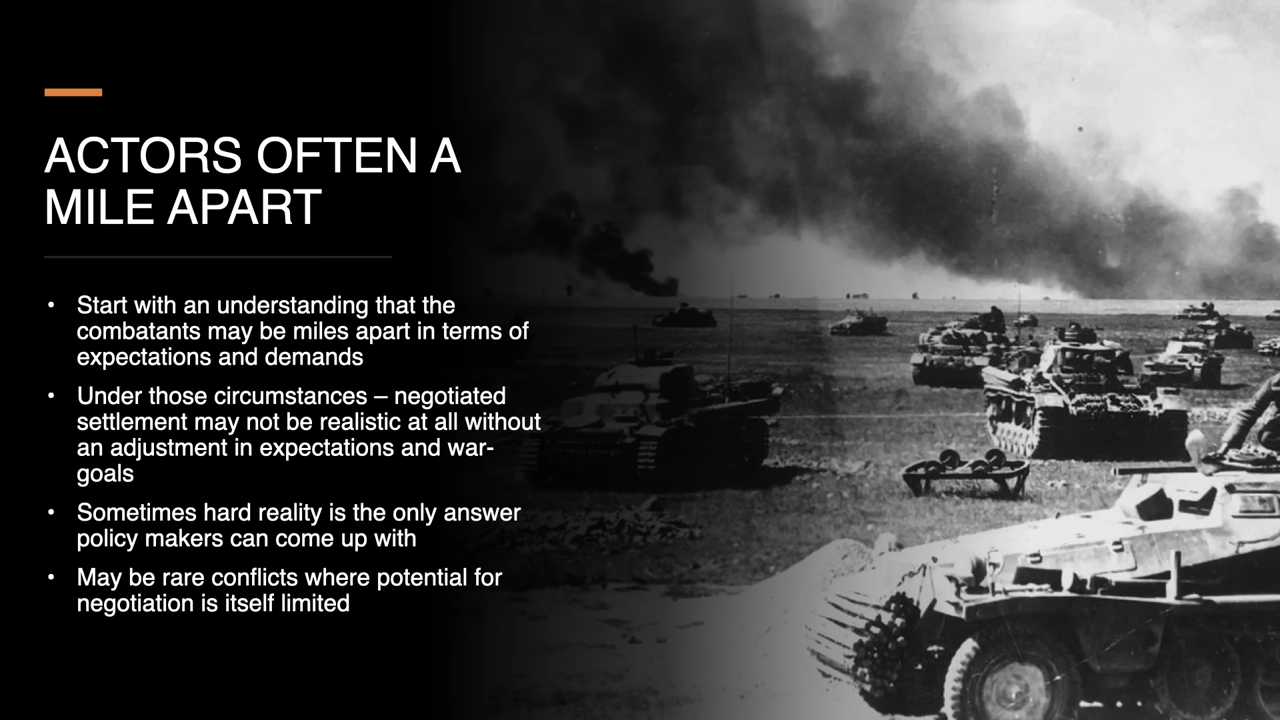 ACTORS OFTEN A
MILE APART
• Start with an understanding that the
combatants may be miles apart in terms of
expectations and demands
• Under those circumstances – negotiated
settlement may not be realistic at all without
an adjustment in expectations and war-
goals
• Sometimes hard reality is the only answer
policy makers can come up with
• May be rare conflicts where potential for
negotiation is itself limited